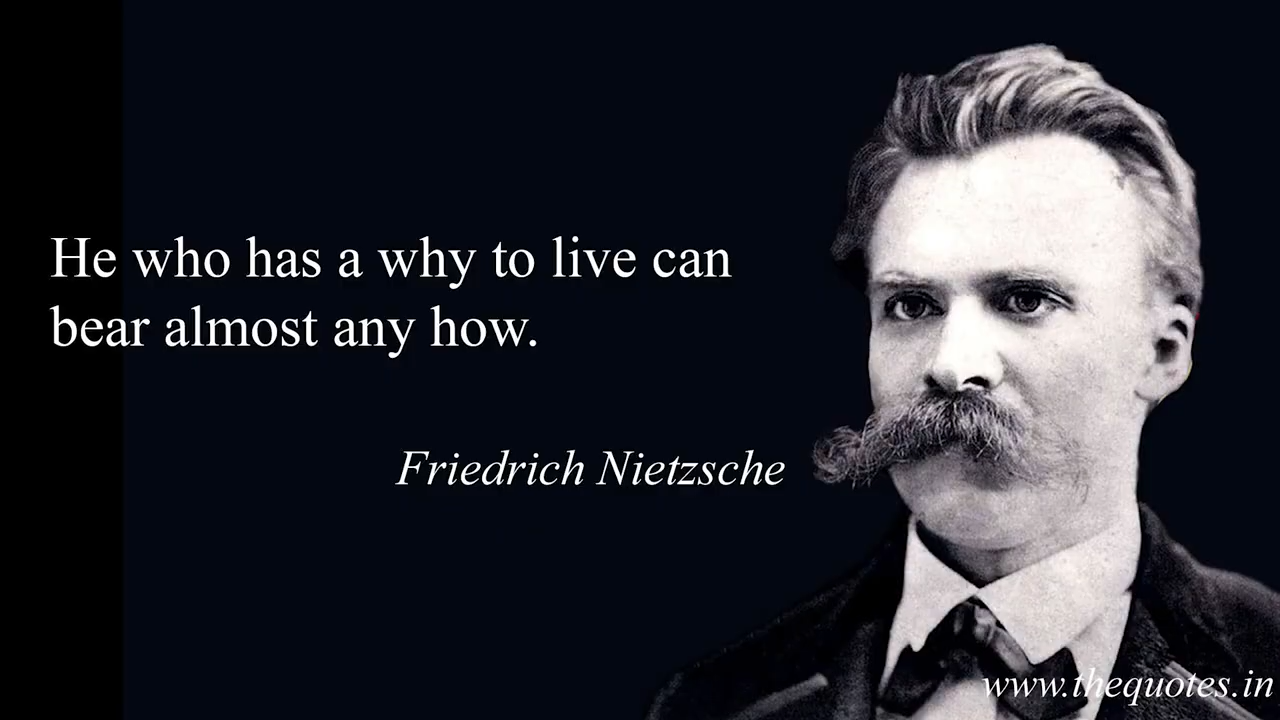 He who has a why to live can
bear almost any how.
Friedrich Nietzsche
www.thequotes.in